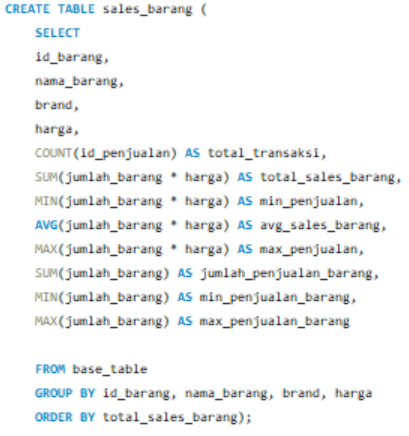 CREATE TABLE sales_barang (
SELECT
id_barang,
nama_barang,
brand,
harga,
COUNT(id_penjualan) AS total_transaksi,
SUM(jumlah_barang * harga) AS total_sales_barang,
MIN(jumlah_barang * harga) AS min_penjualan,
AVG(jumlah_barang * harga) AS avg_sales_barang,
MAX(jumlah_barang * harga) AS max_penjualan,
SUM(jumlah_barang) AS jumlah_penjualan_barang,
MIN(jumlah_barang) AS min_penjualan_barang,
MAX(jumlah_barang) AS max_penjualan_barang
FROM base_table
GROUP BY id_barang, nama_barang, brand, harga
ORDER BY total_sales_barang);